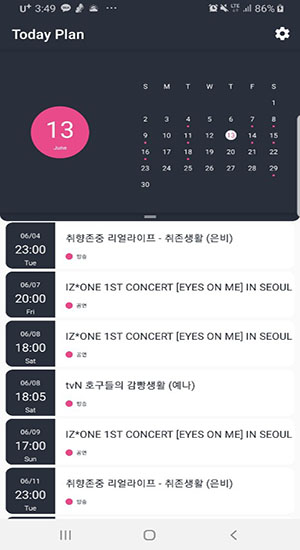 U+ 3:49 ... LTE 86%
Today Plan
S M T W T F S
1
2 3 4 5 6 7 8
9 10 11 12 13 14 15
16 17 18 19 20 21 22
23 24 25 26 27 28 29
30
13
June
06/04
23:00
Tue
취향존중 리얼라이프 - 취존생활 (은비)
방송
06/07
20:00
Fri
IZ*ONE 1ST CONCERT [EYES ON ME] IN SEOUL
공연
06/08
18:00
Sat
IZ*ONE 1ST CONCERT [EYES ON ME] IN SEOUL
공연
06/08
18:05
Sat
tvN 호구들의 감빵생활 (예나)
방송
06/09
17:00
Sun
IZ*ONE 1ST CONCERT [EYES ON ME] IN SEOUL
공연
06/11
23:00
Tue
취향존중 리얼라이프 - 취존생활 (은비)
방송